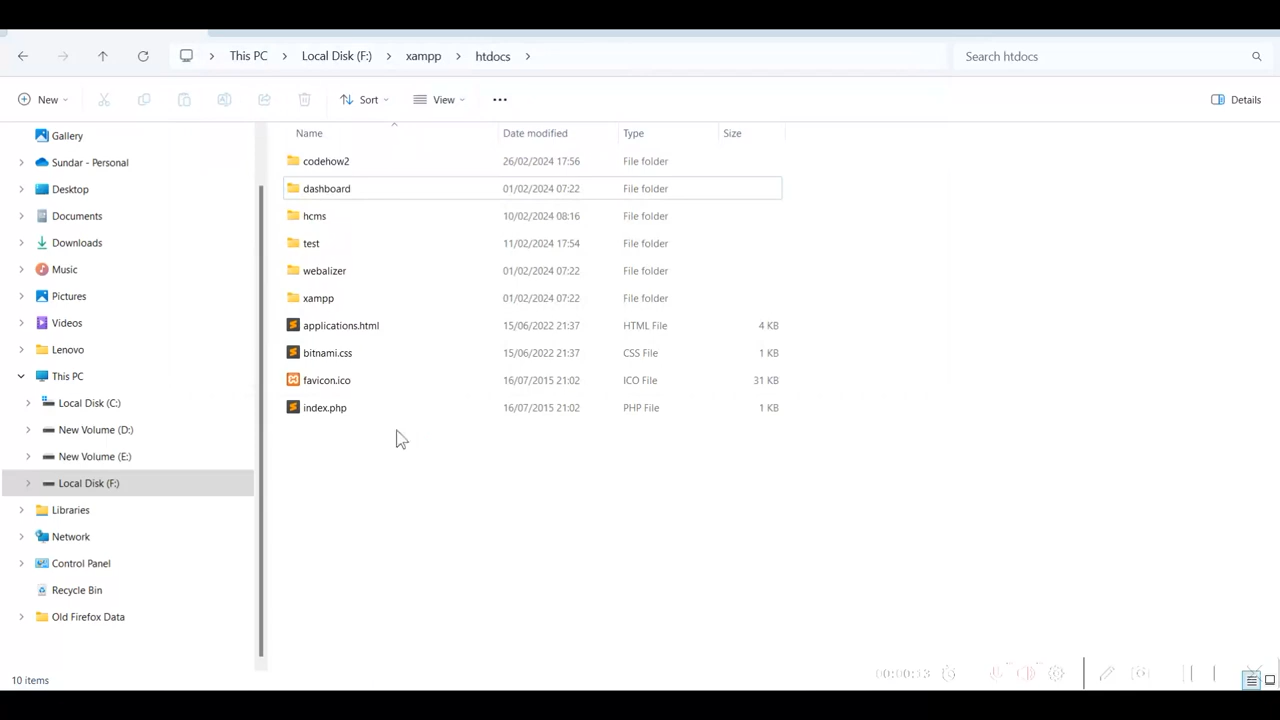 This PC > Local Disk (F:) > xampp > htdocs >
Search htdocs
New
Sort
View
Details
Gallery
Sundar - Personal
Desktop
Documents
Downloads
Music
Pictures
Videos
Lenovo
This PC
Local Disk (C:)
New Volume (D:)
New Volume (E:)
Local Disk (F:)
Libraries
Network
Control Panel
Recycle Bin
Old Firefox Data
Name Date modified Type Size
codehow2 26/02/2024 17:56 File folder
dashboard 01/02/2024 07:22 File folder
hcms 10/02/2024 08:16 File folder
test 11/02/2024 17:54 File folder
webalizer 01/02/2024 07:22 File folder
xampp 01/02/2024 07:22 File folder
applications.html 15/06/2022 21:37 HTML File 4 KB
bitnami.css 15/06/2022 21:37 CSS File 1 KB
favicon.ico 16/07/2015 21:02 ICO File 31 KB
index.php 16/07/2015 21:02 PHP File 1 KB
10 items
00:00:13